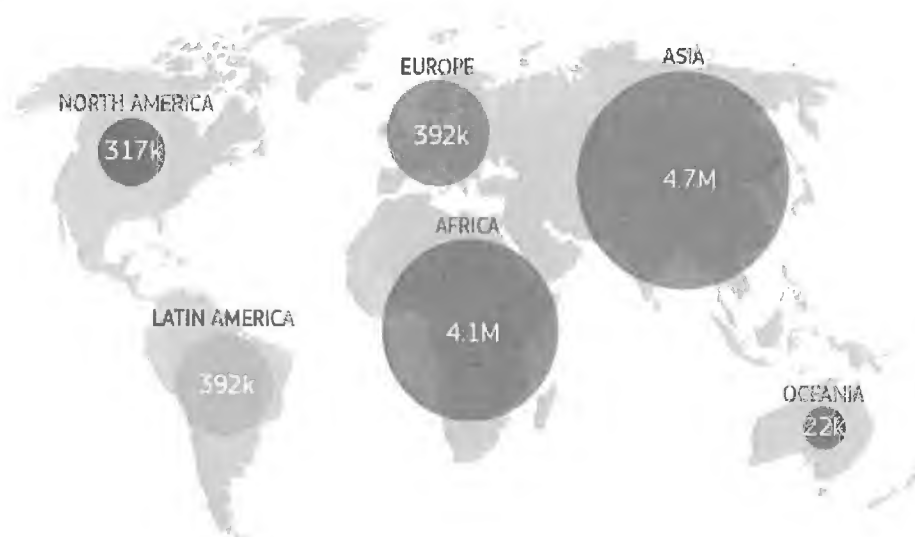 NORTH AMERICA
317k
EUROPE
392k
ASIA
4.7M
AFRICA
4.1M
LATIN AMERICA
392k
OCEANIA
22k